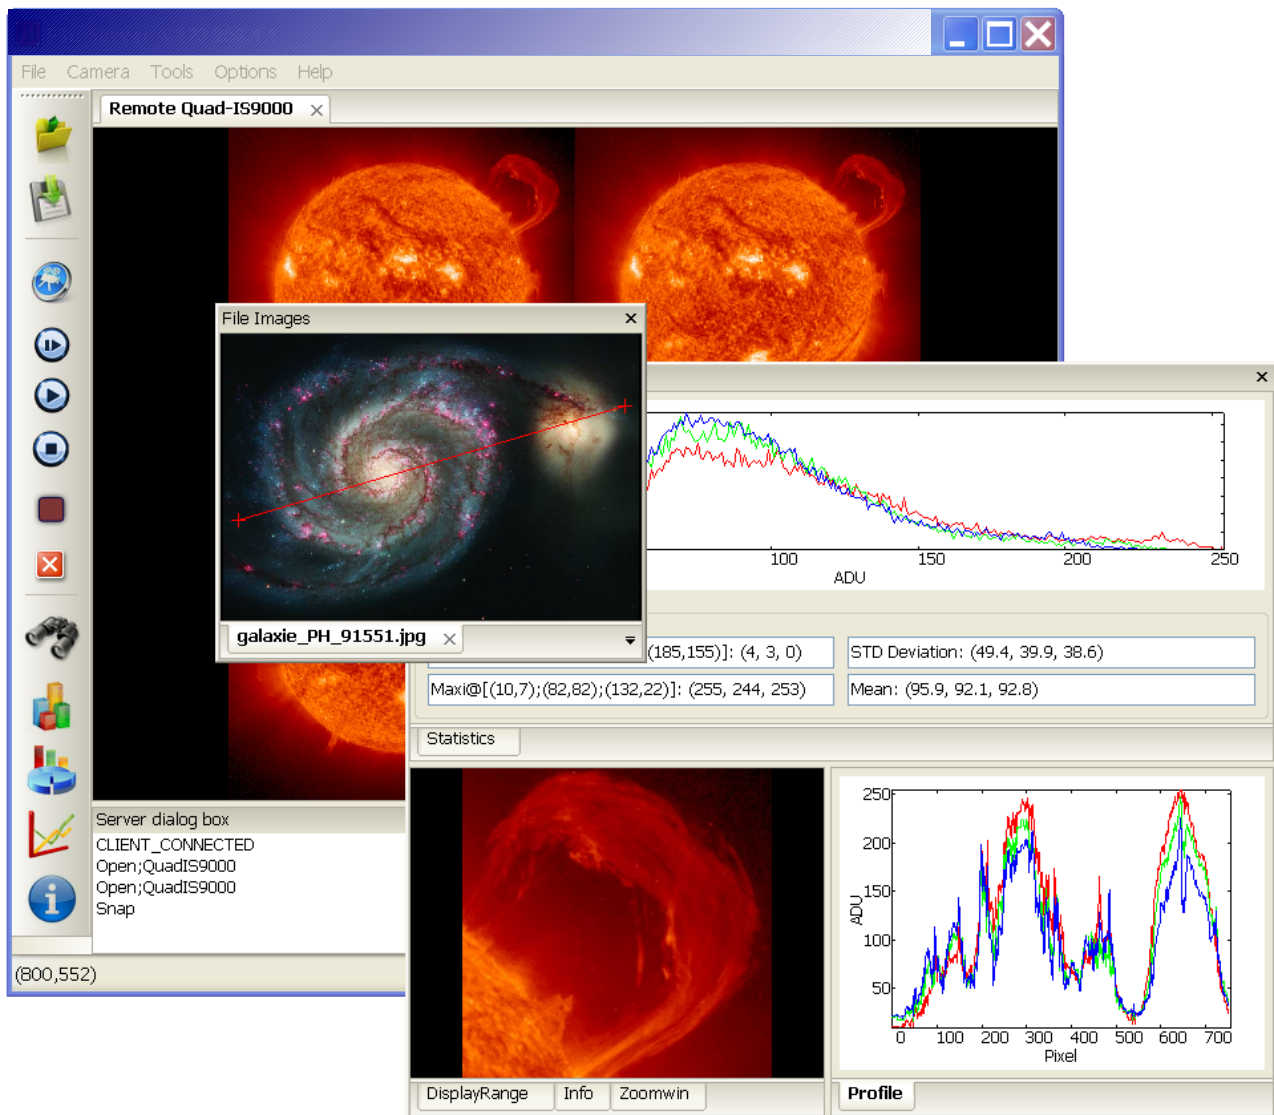 File Camera Tools Options Help
Remote Quad-IS9000
File Images
galaxie_PH_91551.jpg
100 150 200 250
ADU
(185,155)]: (4, 3, 0)
STD Deviation: (49.4, 39.9, 38.6)
Maxi@[(10,7);(82,82);(132,22)]: (255, 244, 253)
Mean: (95.9, 92.1, 92.8)
Statistics
Server dialog box
CLIENT_CONNECTED
Open;QuadIS9000
Open;QuadIS9000
Snap
(800,552)
DisplayRange Info Zoomwin
250
200
150
100
50
ADU
0 100 200 300 400 500 600 700
Pixel
Profile